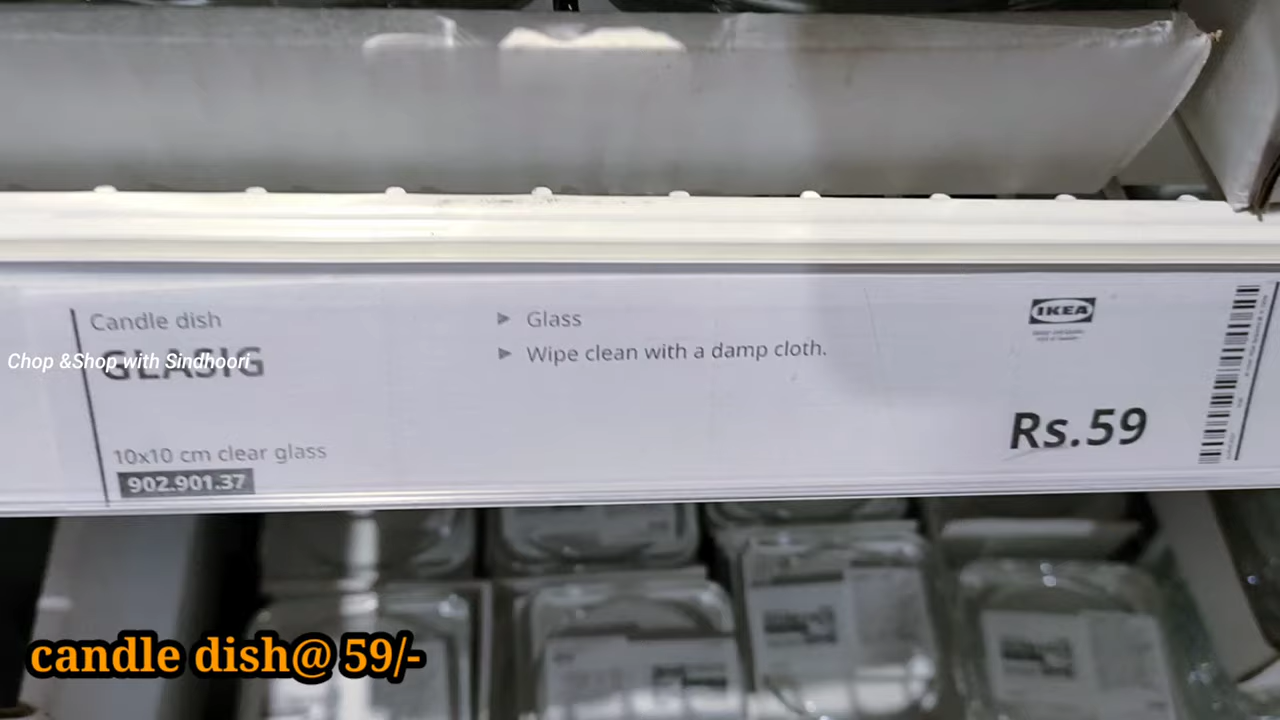 Candle dish
GLASIG
Chop &Shop with Sindhoori
10x10 cm clear glass
902.901.37
Glass
Wipe clean with a damp cloth.
IKEA
Rs.59
candle dish@ 59/-